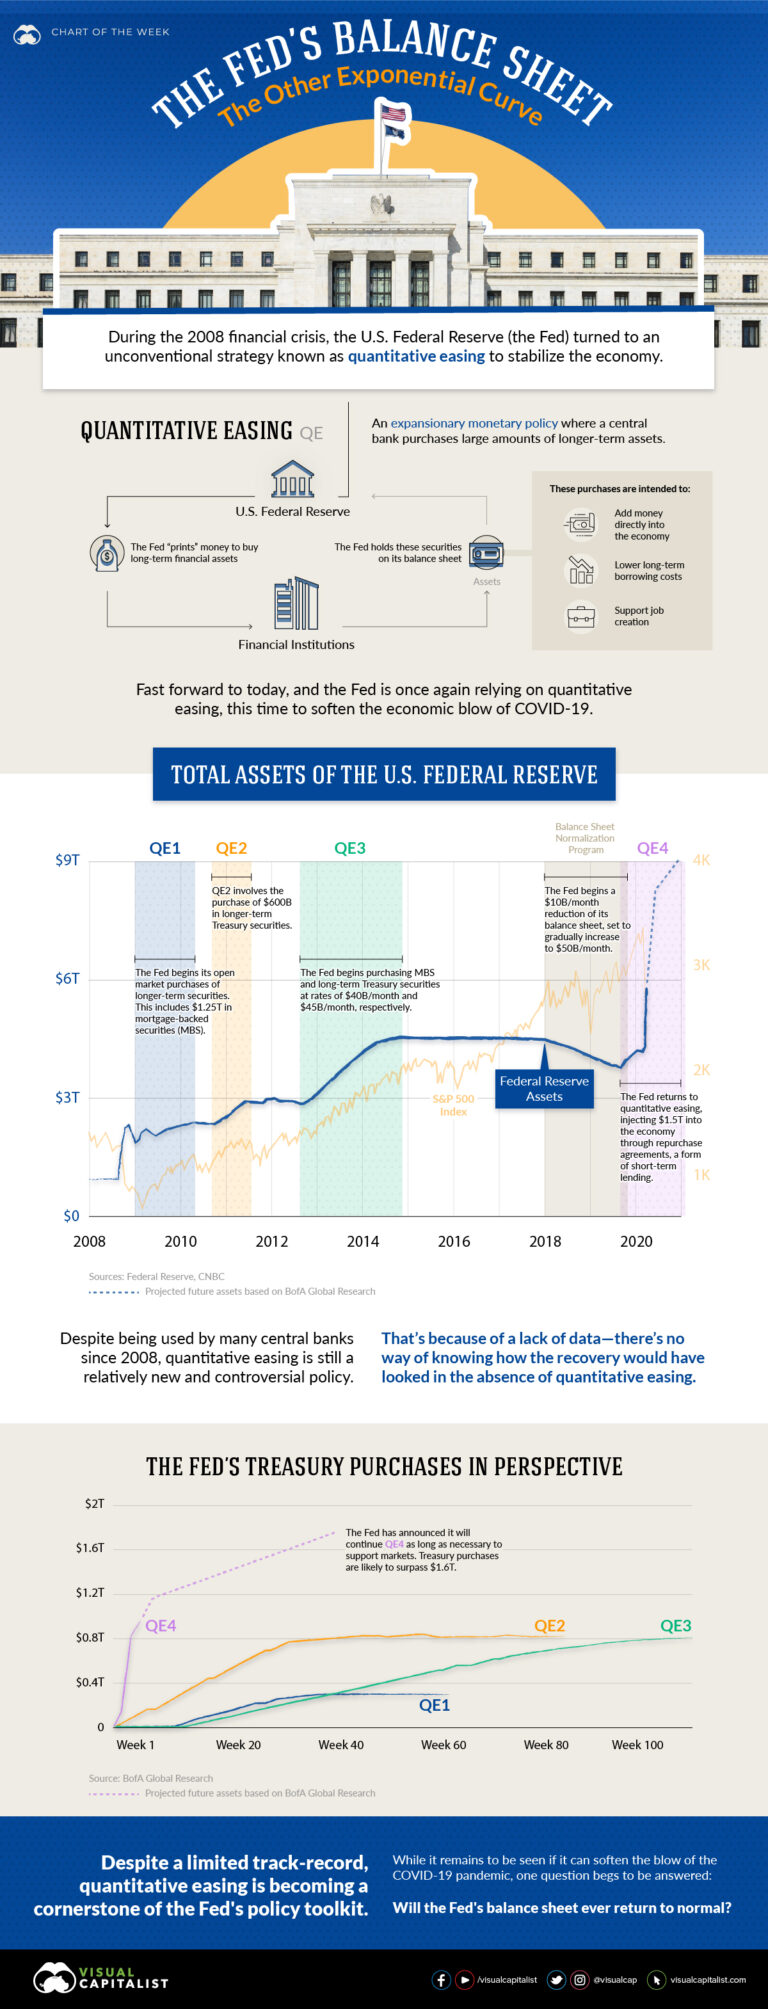 CHART OF THE WEEK
THE FED'S BALANCE SHEET
The Other Exponential Curve
During the 2008 financial crisis, the U.S. Federal Reserve (the Fed) turned to an
unconventional strategy known as quantitative easing to stabilize the economy.
QUANTITATIVE EASING QE
An expansionary monetary policy where a central
bank purchases large amounts of longer-term assets.
U.S. Federal Reserve
The Fed "prints" money to buy
long-term financial assets
The Fed holds these securities
on its balance sheet
Assets
Financial Institutions
These purchases are intended to:
Add money
directly into
the economy
Lower long-term
borrowing costs
Support job
creation
Fast forward to today, and the Fed is once again relying on quantitative
easing, this time to soften the economic blow of COVID-19.
TOTAL ASSETS OF THE U.S. FEDERAL RESERVE
Balance Sheet
Normalization
Program
QE1
QE2
QE3
QE4
$9T
4K
QE2 involves the
purchase of $600B
in longer-term
Treasury securities.
The Fed begins a
$10B/month
reduction of its
balance sheet, set to
gradually increase
to $50B/month.
3K
$6T
The Fed begins its open
market purchases of
longer-term securities.
This includes $1.25T in
mortgage-backed
securities (MBS).
The Fed begins purchasing MBS
and long-term Treasury securities
at rates of $40B/month and
$45B/month, respectively.
2K
Federal Reserve
Assets
$3T
S&P 500
Index
The Fed returns to
quantitative easing,
injecting $1.5T into
the economy
through repurchase
agreements, a form
of short-term
lending.
1K
$0
2008
2010
2012
2014
2016
2018
2020
Sources: Federal Reserve, CNBC
Projected future assets based on BofA Global Research
Despite being used by many central banks
since 2008, quantitative easing is still a
relatively new and controversial policy.
That's because of a lack of data—there's no
way of knowing how the recovery would have
looked in the absence of quantitative easing.
THE FED'S TREASURY PURCHASES IN PERSPECTIVE
$2T
$1.6T
$1.2T
$0.8T
$0.4T
0
The Fed has announced it will
continue QE4 as long as necessary to
support markets. Treasury purchases
are likely to surpass $1.6T.
QE4
QE2
QE3
QE1
Week 1
Week 20
Week 40
Week 60
Week 80
Week 100
Source: BofA Global Research
Projected future assets based on BofA Global Research
Despite a limited track-record,
quantitative easing is becoming a
cornerstone of the Fed's policy toolkit.
While it remains to be seen if it can soften the blow of the
COVID-19 pandemic, one question begs to be answered:
Will the Fed's balance sheet ever return to normal?
VISUAL
CAPITALIST
/visualcapitalist
@visualcap
visualcapitalist.com